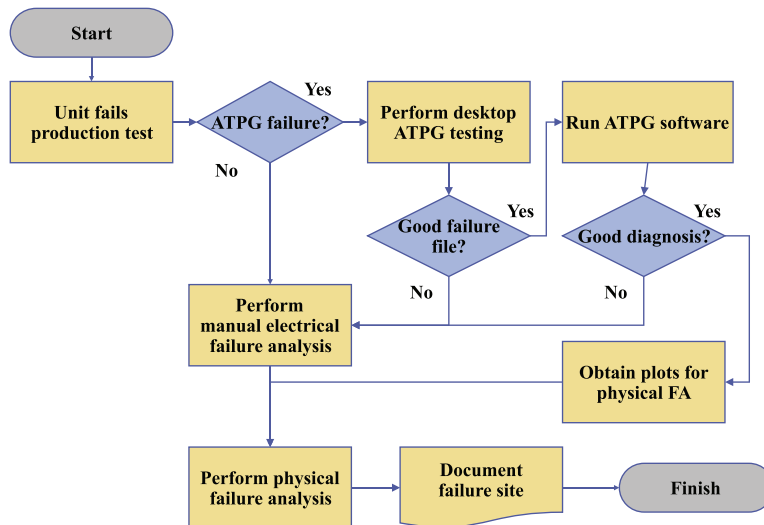 Start
Unit fails
production test
ATPG failure?
Yes
No
Perform desktop
ATPG testing
Run ATPG software
Good failure
file?
Yes
No
Good diagnosis?
Yes
No
Perform
manual electrical
failure analysis
Obtain plots for
physical FA
Perform physical
failure analysis
Document
failure site
Finish